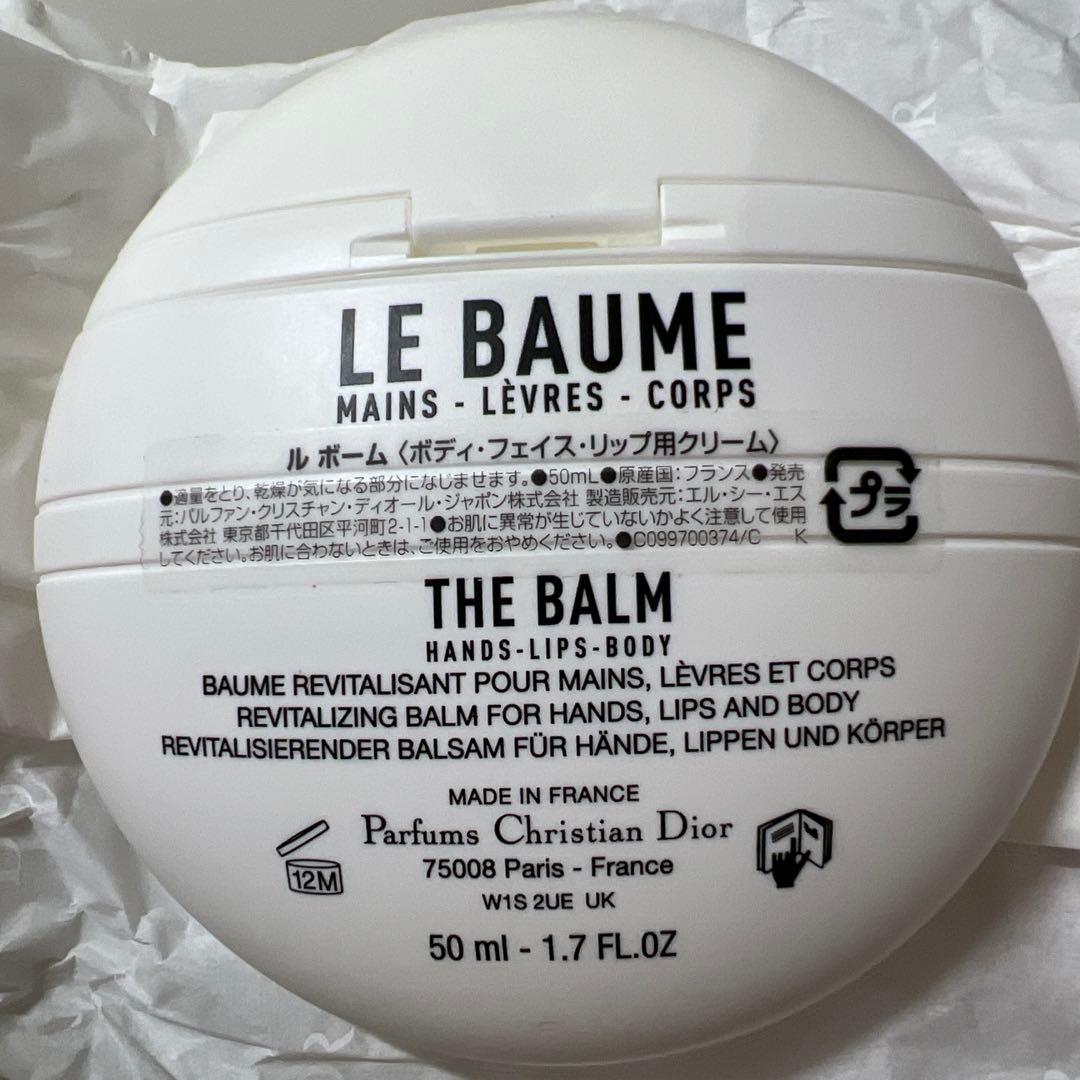 LE BAUME
MAINS - LÈVRES - CORPS
ル ボーム〈ボディ・フェイス・リップ用クリーム〉
●適量をとり、乾燥が気になる部分になじませます。●50mL●原産国：フランス●発売
元：パルファン・クリスチャン・ディオール・ジャポン株式会社 製造販売元：エル・シー・エス
株式会社 東京都千代田区平河町2-1-1●お肌に異常が生じていないかよく注意して使用
してください。お肌に合わないときは、ご使用をおやめください。●C099700374/C K
プラ
THE BALM
HANDS-LIPS-BODY
BAUME REVITALISANT POUR MAINS, LÈVRES ET CORPS
REVITALIZING BALM FOR HANDS, LIPS AND BODY
REVITALISIERENDER BALSAM FÜR HÄNDE, LIPPEN UND KÖRPER
MADE IN FRANCE
Parfums Christian Dior
12M
75008 Paris - France
W1S 2UE UK
50 ml - 1.7 FL.OZ